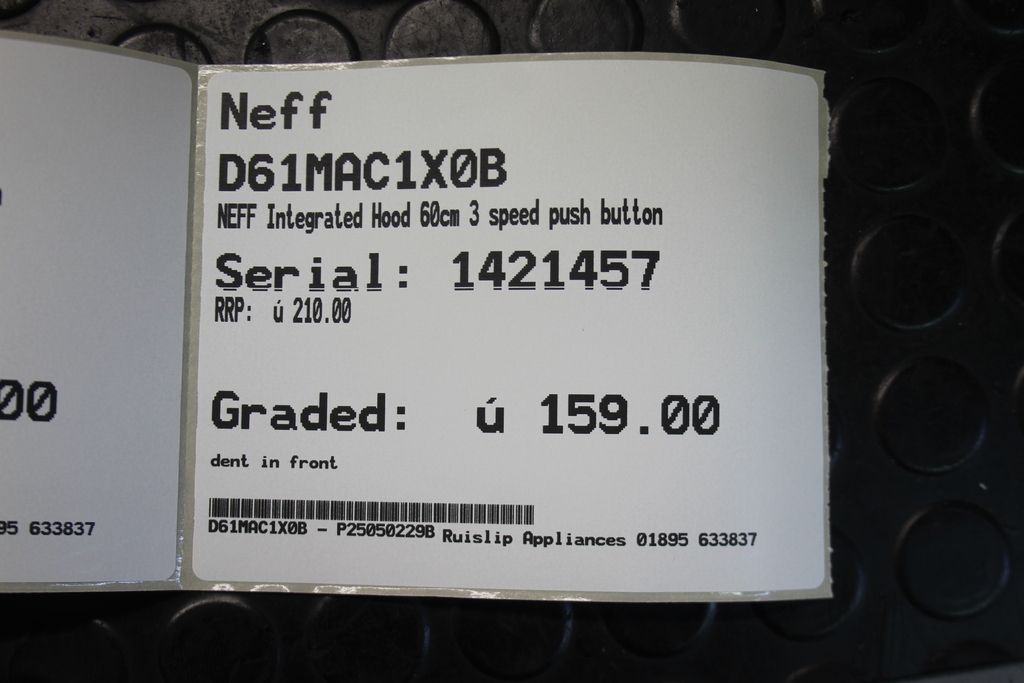 Neff
D61MAC1X0B
NEFF Integrated Hood 60cm 3 speed push button
Serial: 1421457
RRP: ú 210.00
Graded: ú 159.00
dent in front
D61MAC1X0B - P25050229B Ruislip Appliances 01895 633837
00
95 633837